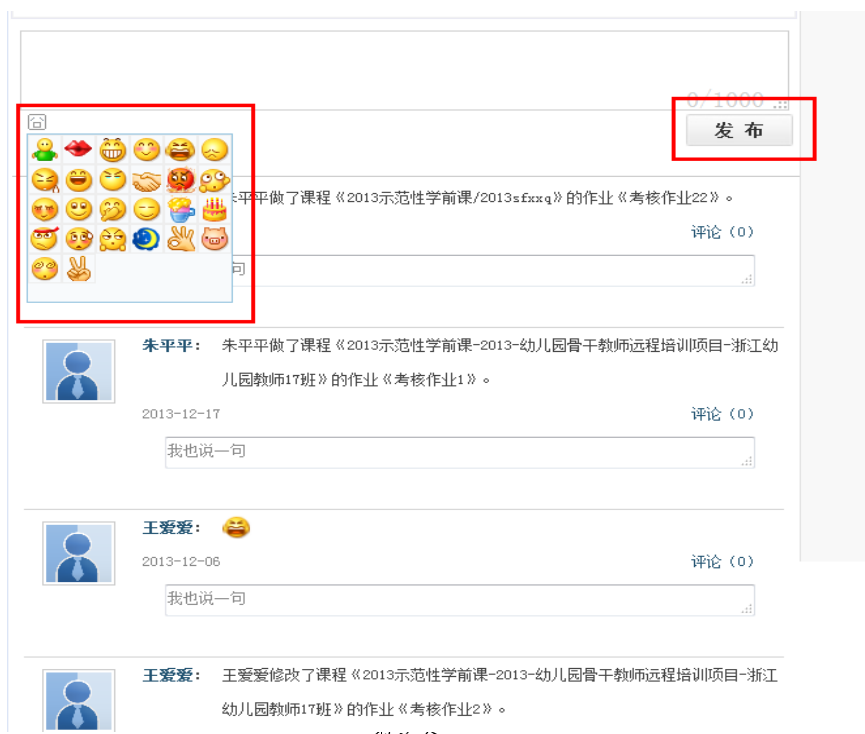 0/1000
发 布
朱平平做了课程《2013示范性学前课/2013sfxxq》的作业《考核作业22》。
评论（0）
句
朱平平： 朱平平做了课程《2013示范性学前课-2013-幼儿园骨干教师远程培训项目-浙江幼
儿园教师17班》的作业《考核作业1》。
2013-12-17 评论（0）
我也说一句
王爱爱：
2013-12-06 评论（0）
我也说一句
王爱爱： 王爱爱修改了课程《2013示范性学前课-2013-幼儿园骨干教师远程培训项目-浙江
幼儿园教师17班》的作业《考核作业2》。